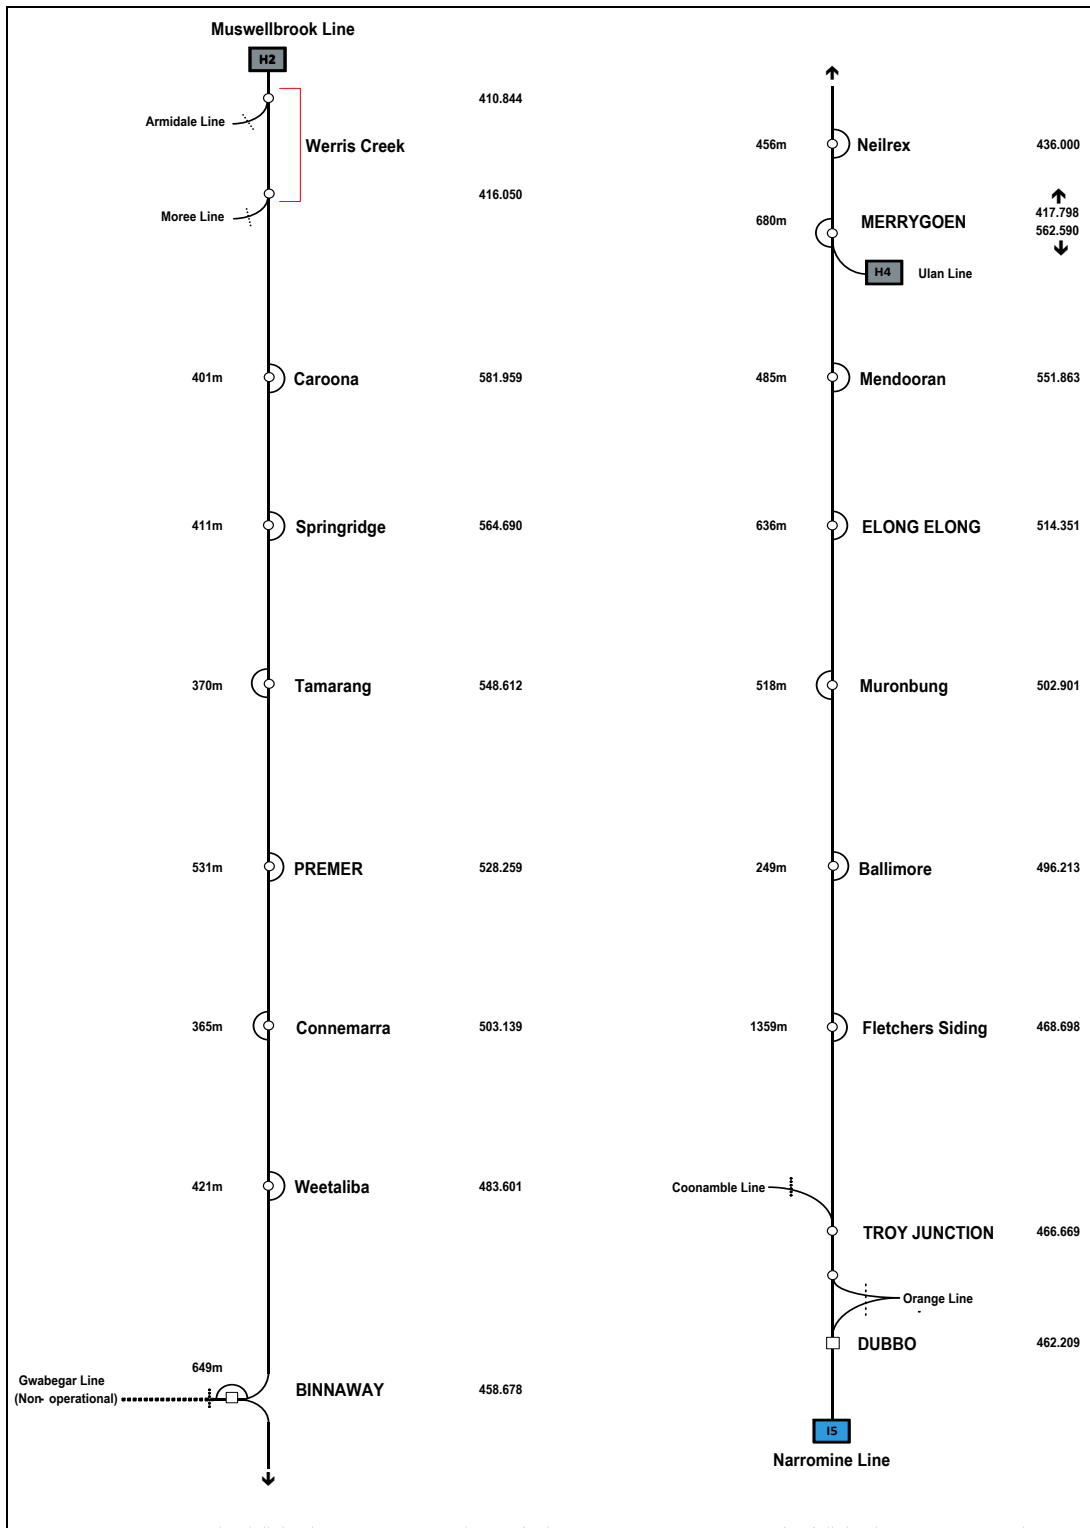 Muswellbrook Line
H2
410.844
Armidale Line
Werris Creek
416.050
Moree Line
401m Caroona 581.959
411m Springridge 564.690
370m Tamarang 548.612
531m PREMER 528.259
365m Connemarra 503.139
421m Weetaliba 483.601
649m
Gwabegar Line
(Non- operational)
BINNAWAY 458.678
456m Neilrex 436.000
680m MERRYGOEN 417.798
562.590
H4 Ulan Line
485m Mendooran 551.863
636m ELONG ELONG 514.351
518m Muronbung 502.901
249m Ballimore 496.213
1359m Fletchers Siding 468.698
Coonamble Line
TROY JUNCTION 466.669
Orange Line
DUBBO 462.209
I5
Narromine Line